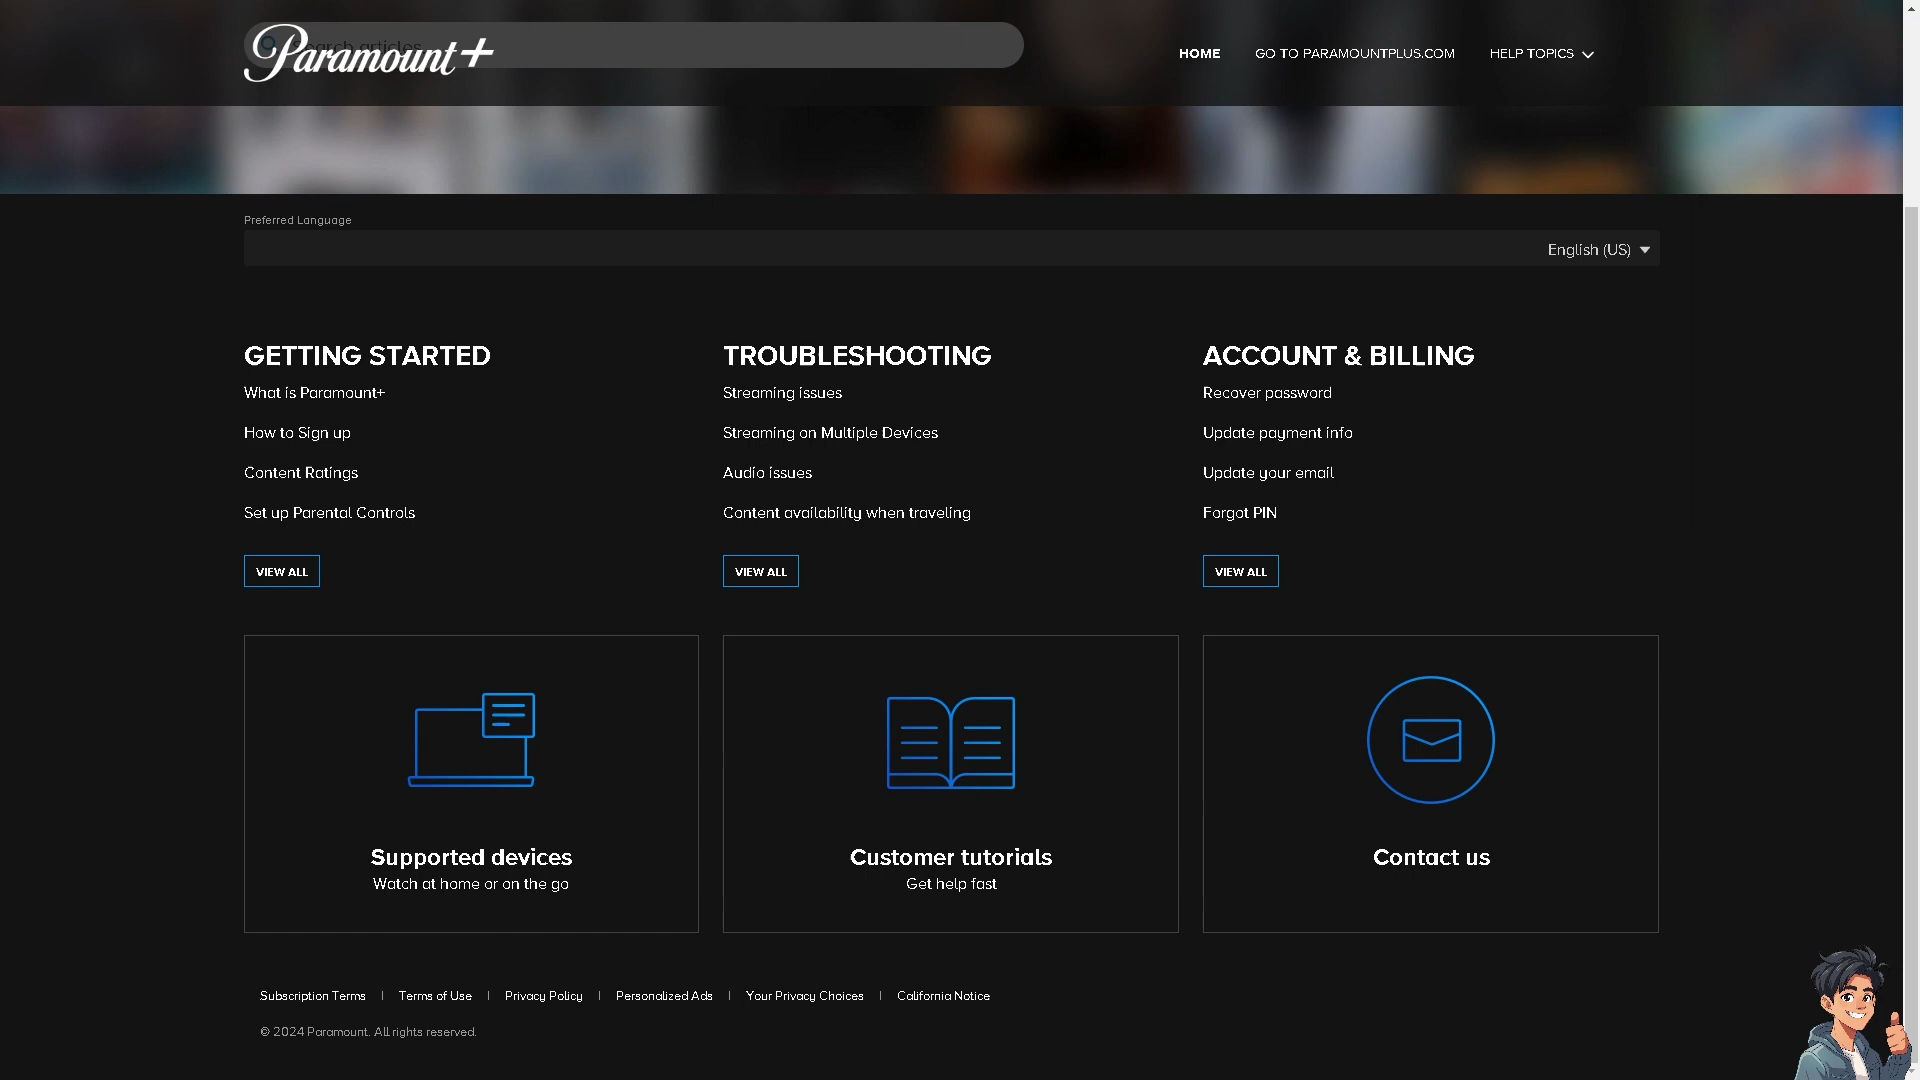 Paramount+
Search articles
HOME
GO TO PARAMOUNTPLUS.COM
HELP TOPICS
Preferred Language
English (US)
GETTING STARTED
What is Paramount+
How to Sign up
Content Ratings
Set up Parental Controls
VIEW ALL
TROUBLESHOOTING
Streaming issues
Streaming on Multiple Devices
Audio issues
Content availability when traveling
VIEW ALL
ACCOUNT & BILLING
Recover password
Update payment info
Update your email
Forgot PIN
VIEW ALL
Supported devices
Watch at home or on the go
Customer tutorials
Get help fast
Contact us
Subscription Terms | Terms of Use | Privacy Policy | Personalized Ads | Your Privacy Choices | California Notice
© 2024 Paramount. All rights reserved.